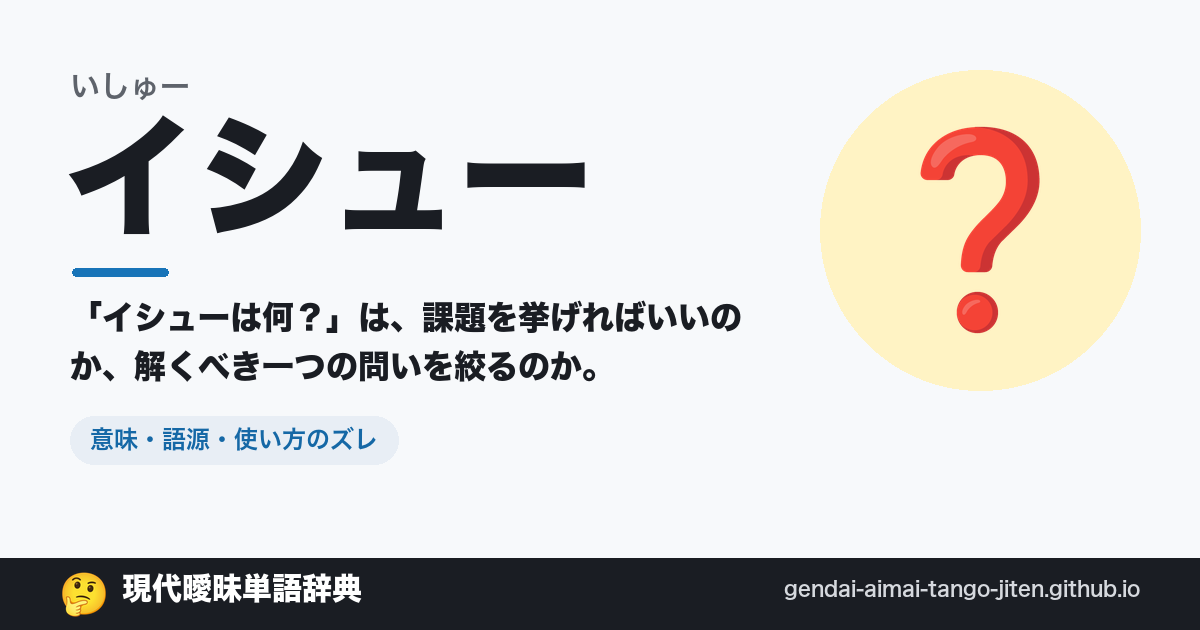 いしゅー
イシュー
「イシューは何？」は、課題を挙げればいいの
か、解くべき一つの問いを絞るのか。
意味・語源・使い方のズレ
現代曖昧単語辞典
gendai-aimai-tango-jiten.github.io